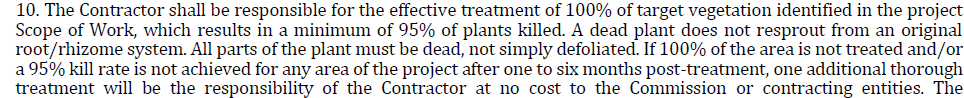 10. The Contractor shall be responsible for the effective treatment of 100% of target vegetation identified in the project
Scope of Work, which results in a minimum of 95% of plants killed. A dead plant does not resprout from an original
root/rhizome system. All parts of the plant must be dead, not simply defoliated. If 100% of the area is not treated and/or
a 95% kill rate is not achieved for any area of the project after one to six months post-treatment, one additional thorough
treatment will be the responsibility of the Contractor at no cost to the Commission or contracting entities. The